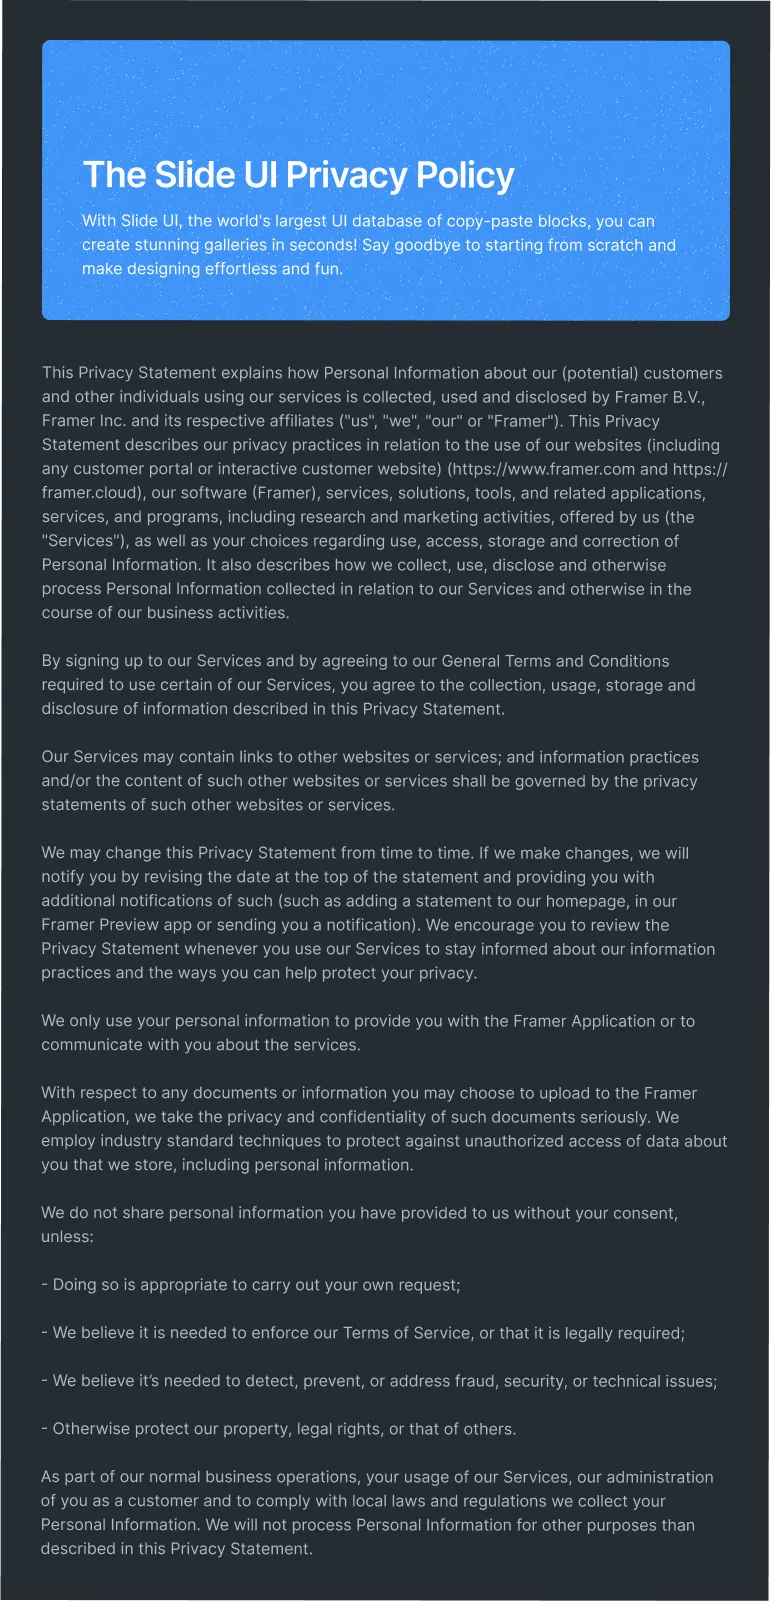 The Slide UI Privacy Policy
With Slide UI, the world's largest UI database of copy-paste blocks, you can
create stunning galleries in seconds! Say goodbye to starting from scratch and
make designing effortless and fun.
This Privacy Statement explains how Personal Information about our (potential) customers
and other individuals using our services is collected, used and disclosed by Framer B.V.,
Framer Inc. and its respective affiliates ("us", "we", "our" or "Framer"). This Privacy
Statement describes our privacy practices in relation to the use of our websites (including
any customer portal or interactive customer website) (https://www.framer.com and https://
framer.cloud), our software (Framer), services, solutions, tools, and related applications,
services, and programs, including research and marketing activities, offered by us (the
"Services"), as well as your choices regarding use, access, storage and correction of
Personal Information. It also describes how we collect, use, disclose and otherwise
process Personal Information collected in relation to our Services and otherwise in the
course of our business activities.
By signing up to our Services and by agreeing to our General Terms and Conditions
required to use certain of our Services, you agree to the collection, usage, storage and
disclosure of information described in this Privacy Statement.
Our Services may contain links to other websites or services; and information practices
and/or the content of such other websites or services shall be governed by the privacy
statements of such other websites or services.
We may change this Privacy Statement from time to time. If we make changes, we will
notify you by revising the date at the top of the statement and providing you with
additional notifications of such (such as adding a statement to our homepage, in our
Framer Preview app or sending you a notification). We encourage you to review the
Privacy Statement whenever you use our Services to stay informed about our information
practices and the ways you can help protect your privacy.
We only use your personal information to provide you with the Framer Application or to
communicate with you about the services.
With respect to any documents or information you may choose to upload to the Framer
Application, we take the privacy and confidentiality of such documents seriously. We
employ industry standard techniques to protect against unauthorized access of data about
you that we store, including personal information.
We do not share personal information you have provided to us without your consent,
unless:
- Doing so is appropriate to carry out your own request;
- We believe it is needed to enforce our Terms of Service, or that it is legally required;
- We believe it’s needed to detect, prevent, or address fraud, security, or technical issues;
- Otherwise protect our property, legal rights, or that of others.
As part of our normal business operations, your usage of our Services, our administration
of you as a customer and to comply with local laws and regulations we collect your
Personal Information. We will not process Personal Information for other purposes than
described in this Privacy Statement.